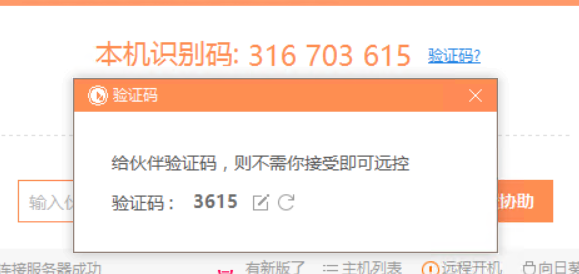 本机识别码: 316 703 615 验证码?
验证码
给伙伴验证码，则不需你接受即可远控
验证码： 3615
输入伙
协助
连接服务器成功 有新版了 主机列表 远程开机 向日葵